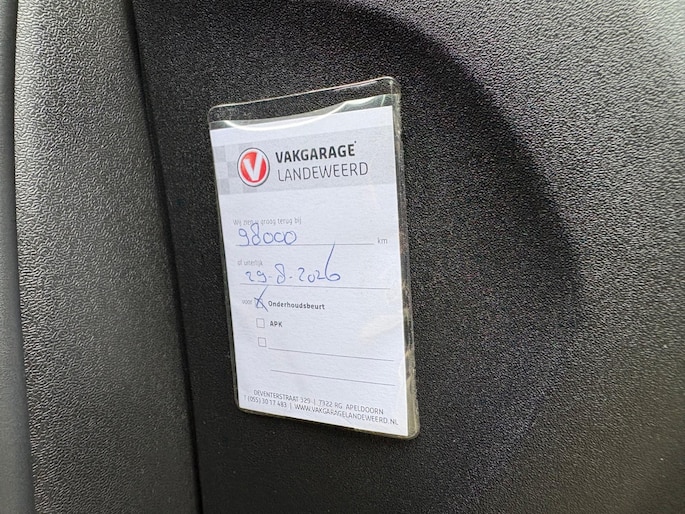 V
VAKGARAGE
LANDEWEERD
Wij zien u graag terug bij
98000 km
of uiterlijk
29-8-2026
voor Onderhoudsbeurt
APK
DEVENTERSTRAAT 329 | 7322 RG APELDOORN
T (055) 30 17 483 | WWW.VAKGARAGELANDEWEERD.NL